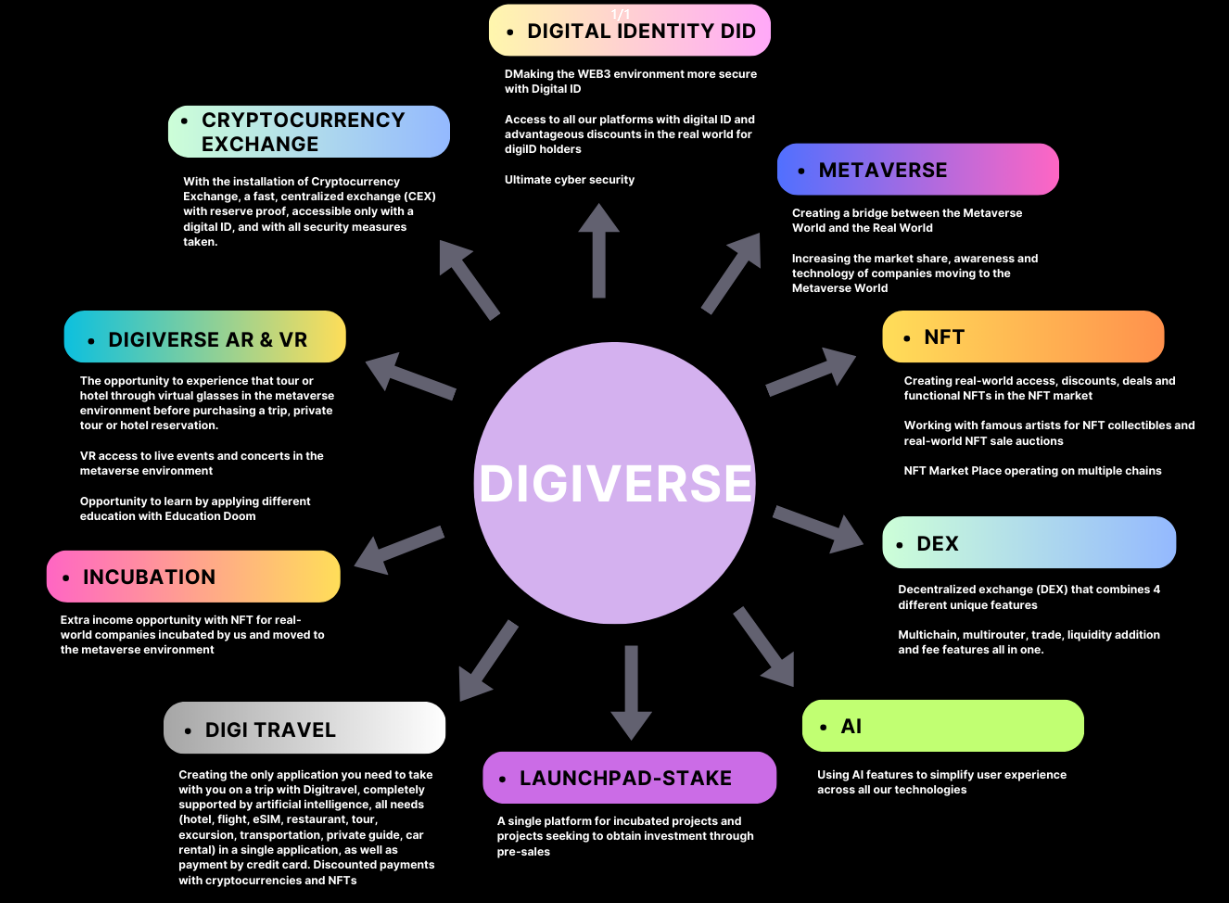 1/1
• DIGITAL IDENTITY DID
DMaking the WEB3 environment more secure
with Digital ID
Access to all our platforms with digital ID and
advantageous discounts in the real world for
digiID holders
Ultimate cyber security
• METAVERSE
Creating a bridge between the Metaverse
World and the Real World
Increasing the market share, awareness and
technology of companies moving to the
Metaverse World
• NFT
Creating real-world access, discounts, deals and
functional NFTs in the NFT market
Working with famous artists for NFT collectibles and
real-world NFT sale auctions
NFT Market Place operating on multiple chains
• DEX
Decentralized exchange (DEX) that combines 4
different unique features
Multichain, multirouter, trade, liquidity addition
and fee features all in one.
• AI
Using AI features to simplify user experience
across all our technologies
• LAUNCHPAD-STAKE
A single platform for incubated projects and
projects seeking to obtain investment through
pre-sales
• DIGI TRAVEL
Creating the only application you need to take
with you on a trip with Digitravel, completely
supported by artificial intelligence, all needs
(hotel, flight, eSIM, restaurant, tour,
excursion, transportation, private guide, car
rental) in a single application, as well as
payment by credit card. Discounted payments
with cryptocurrencies and NFTs
• INCUBATION
Extra income opportunity with NFT for real-
world companies incubated by us and moved to
the metaverse environment
• DIGIVERSE AR & VR
The opportunity to experience that tour or
hotel through virtual glasses in the metaverse
environment before purchasing a trip, private
tour or hotel reservation.
VR access to live events and concerts in the
metaverse environment
Opportunity to learn by applying different
education with Education Doom
• CRYPTOCURRENCY
EXCHANGE
With the installation of Cryptocurrency
Exchange, a fast, centralized exchange (CEX)
with reserve proof, accessible only with a
digital ID, and with all security measures
taken.
DIGIVERSE